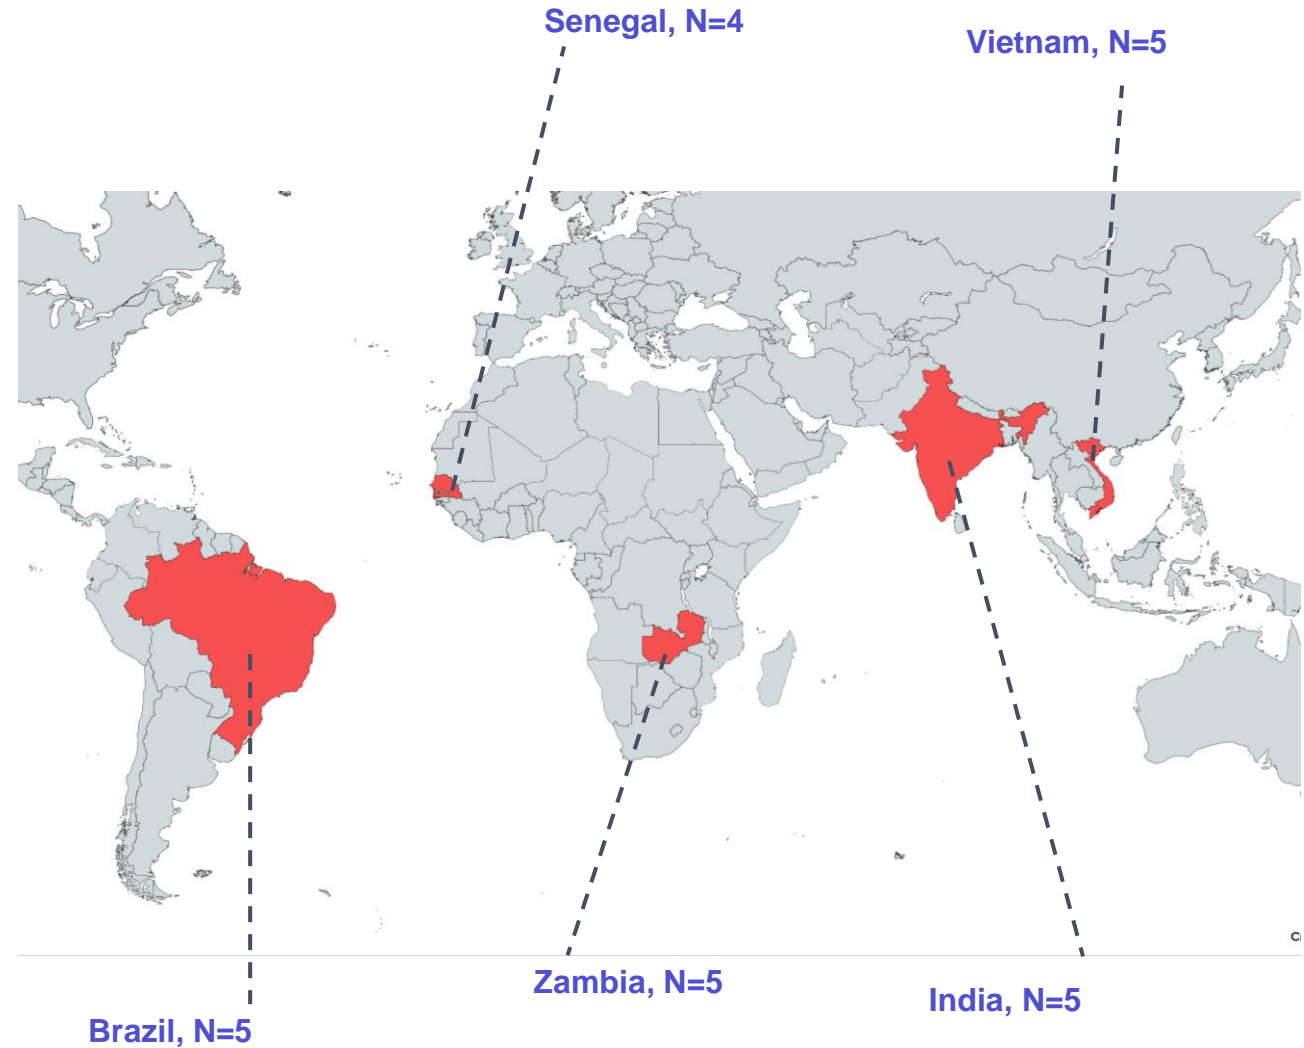 Senegal, N=4
Vietnam, N=5
Zambia, N=5
India, N=5
Brazil, N=5